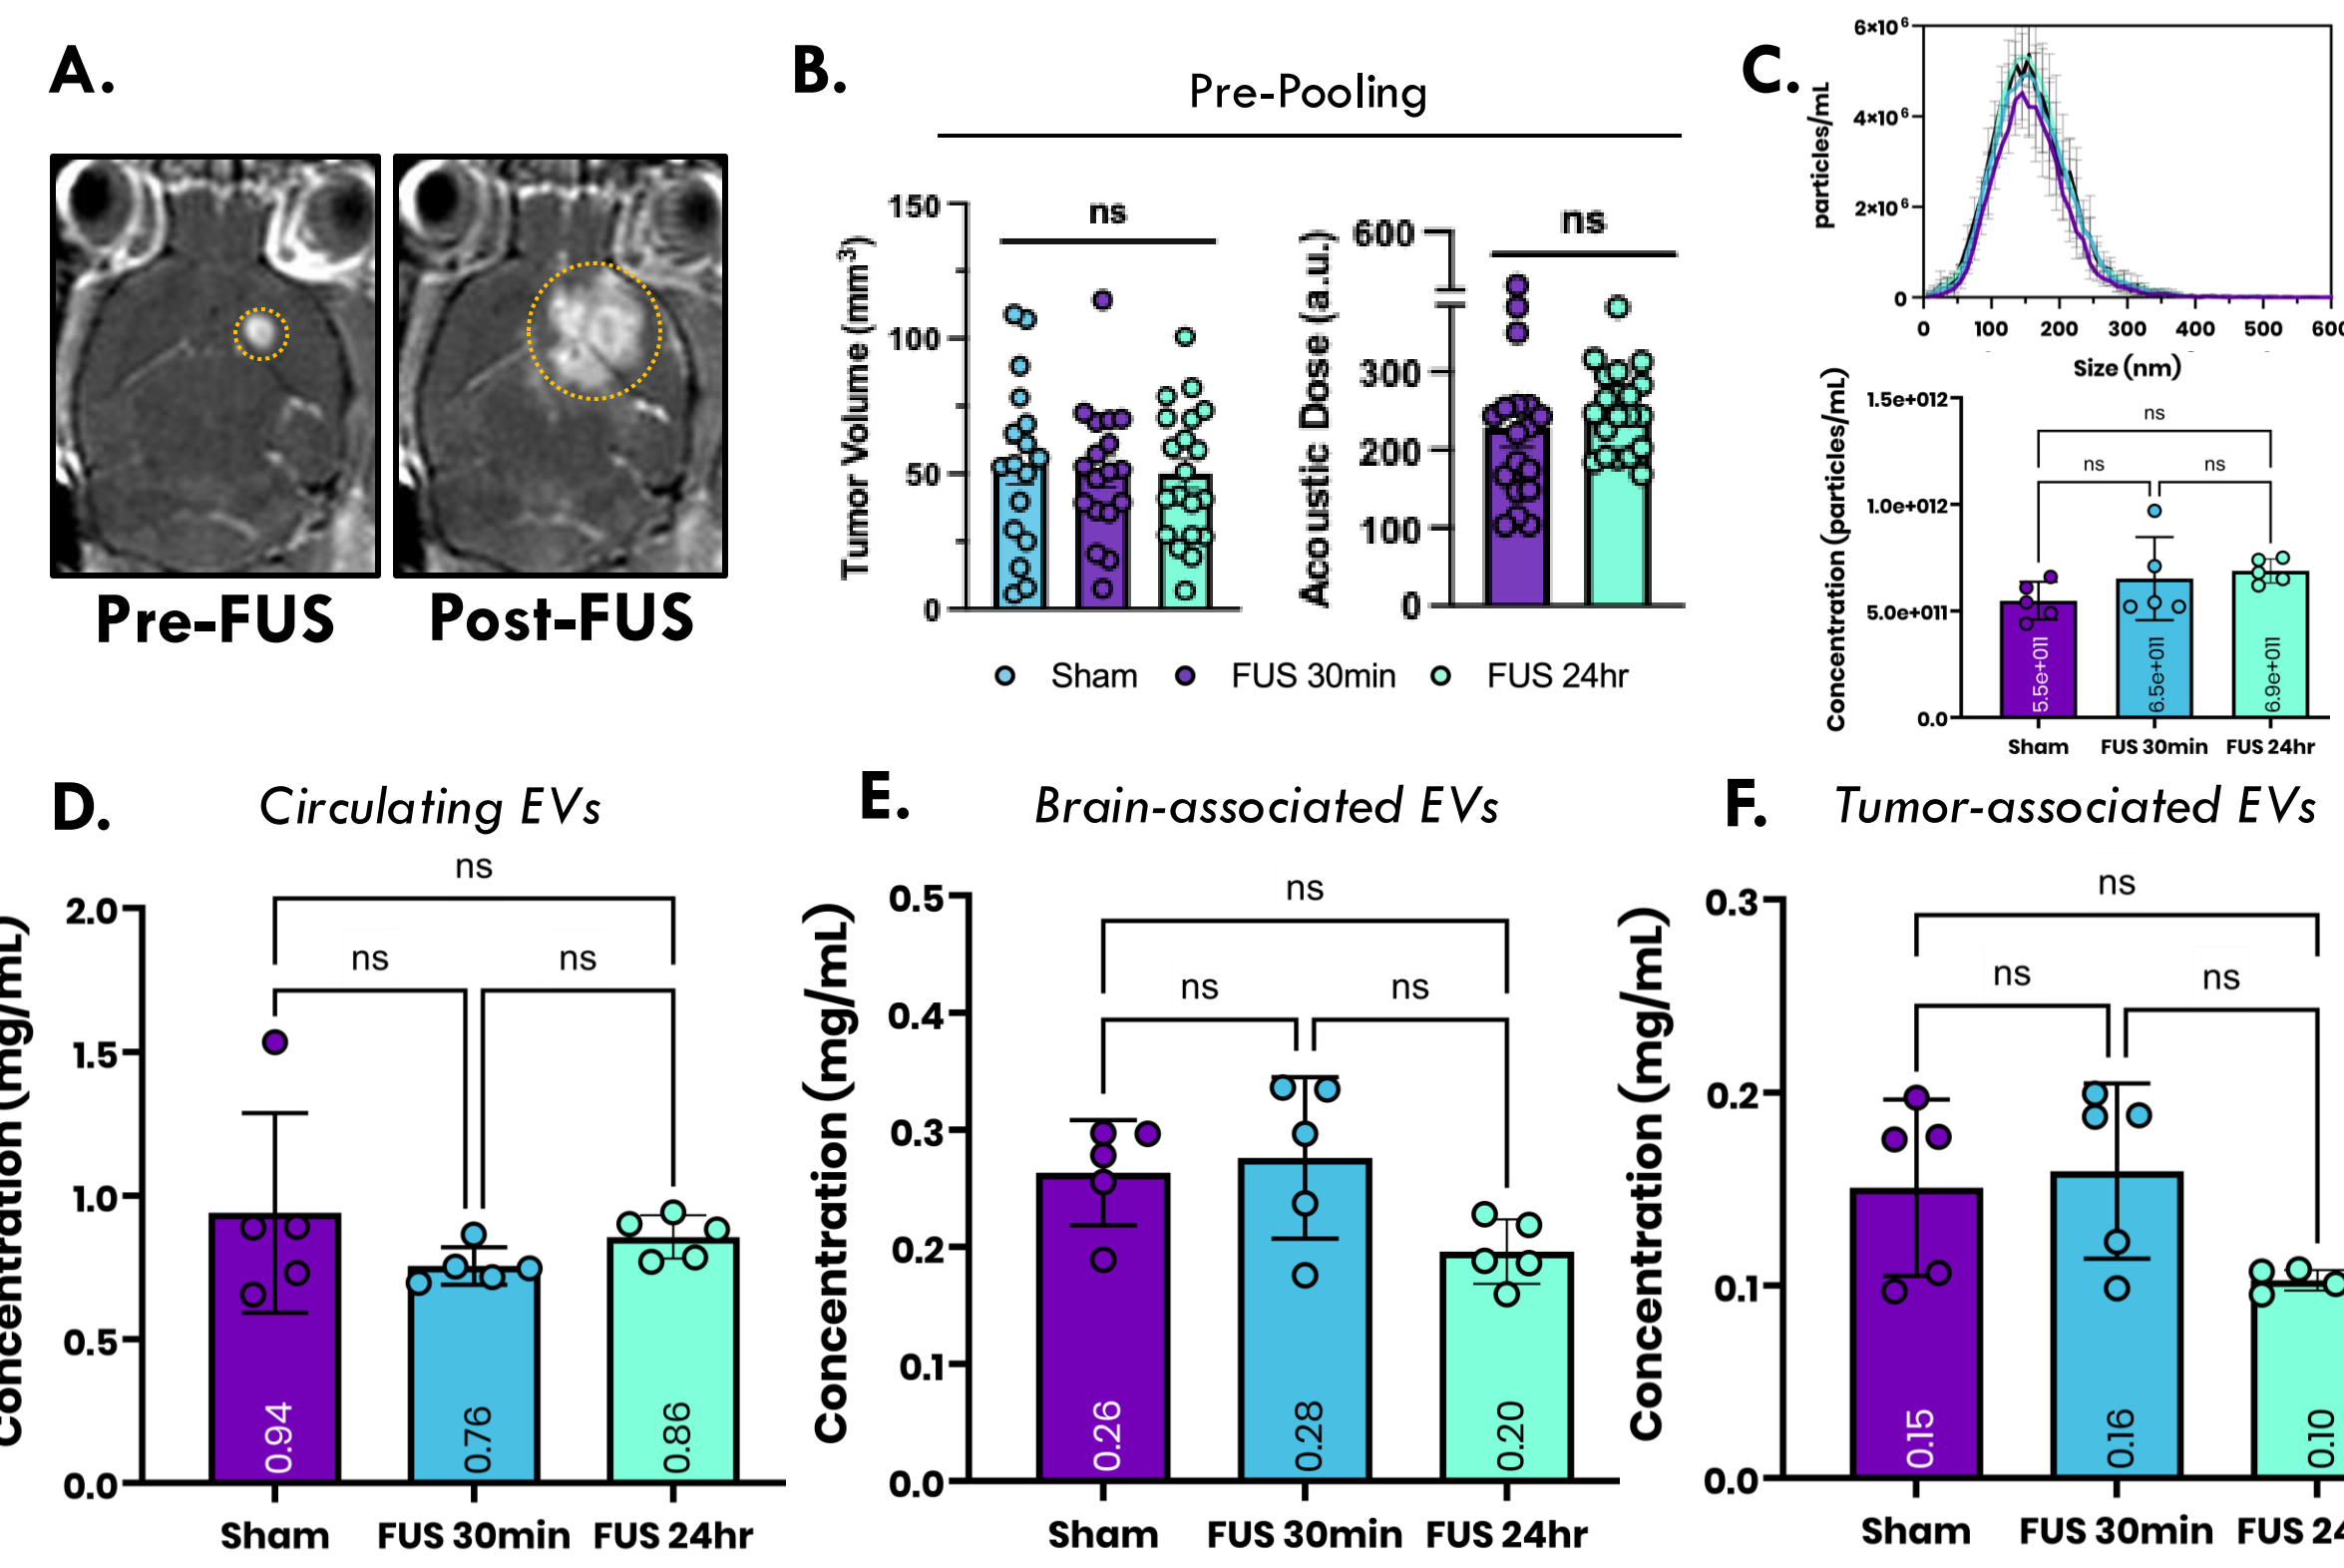 A.
Pre-FUS
Post-FUS
B.
Pre-Pooling
Tumor Volume (mm³)
150
100
50
0
ns
Acoustic Dose (a.u.)
600
300
200
100
0
ns
Sham
FUS 30min
FUS 24hr
C.
particles/mL
6×10⁶
4×10⁶
2×10⁶
0
0 100 200 300 400 500 600
Size (nm)
Concentration (particles/mL)
1.5e+012
1.0e+012
5.0e+011
0.0
ns
ns ns
5.5e+011
6.5e+011
6.9e+011
Sham FUS 30min FUS 24hr
D.
Circulating EVs
Concentration (mg/mL)
2.0
1.5
1.0
0.5
0.0
ns
ns ns
0.94
0.76
0.86
Sham FUS 30min FUS 24hr
E.
Brain-associated EVs
Concentration (mg/mL)
0.5
0.4
0.3
0.2
0.1
0.0
ns
ns ns
0.26
0.28
0.20
Sham FUS 30min FUS 24hr
F.
Tumor-associated EVs
Concentration (mg/mL)
0.3
0.2
0.1
0.0
ns
ns ns
0.15
0.16
0.10
Sham FUS 30min FUS 24